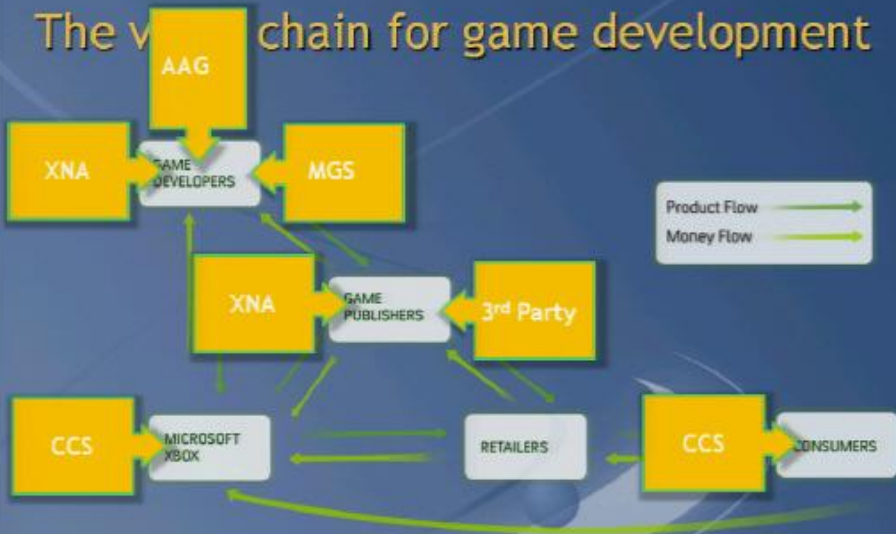 The v chain for game development
AAG
XNA
GAME
DEVELOPERS
MGS
Product Flow
Money Flow
XNA
GAME
PUBLISHERS
3rd Party
CCS
MICROSOFT
XBOX
RETAILERS
CCS
CONSUMERS